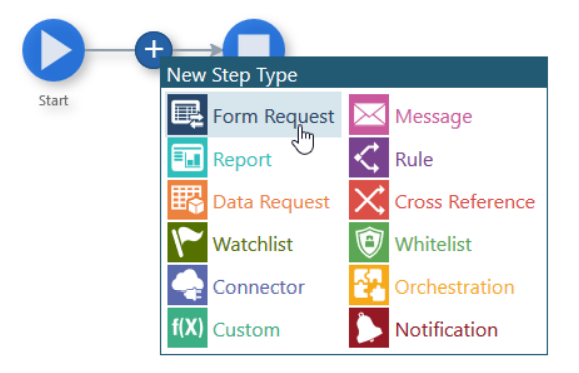 New Step Type
Start
Form Request Message
Report Rule
Data Request Cross Reference
Watchlist Whitelist
Connector Orchestration
f(X) Custom Notification